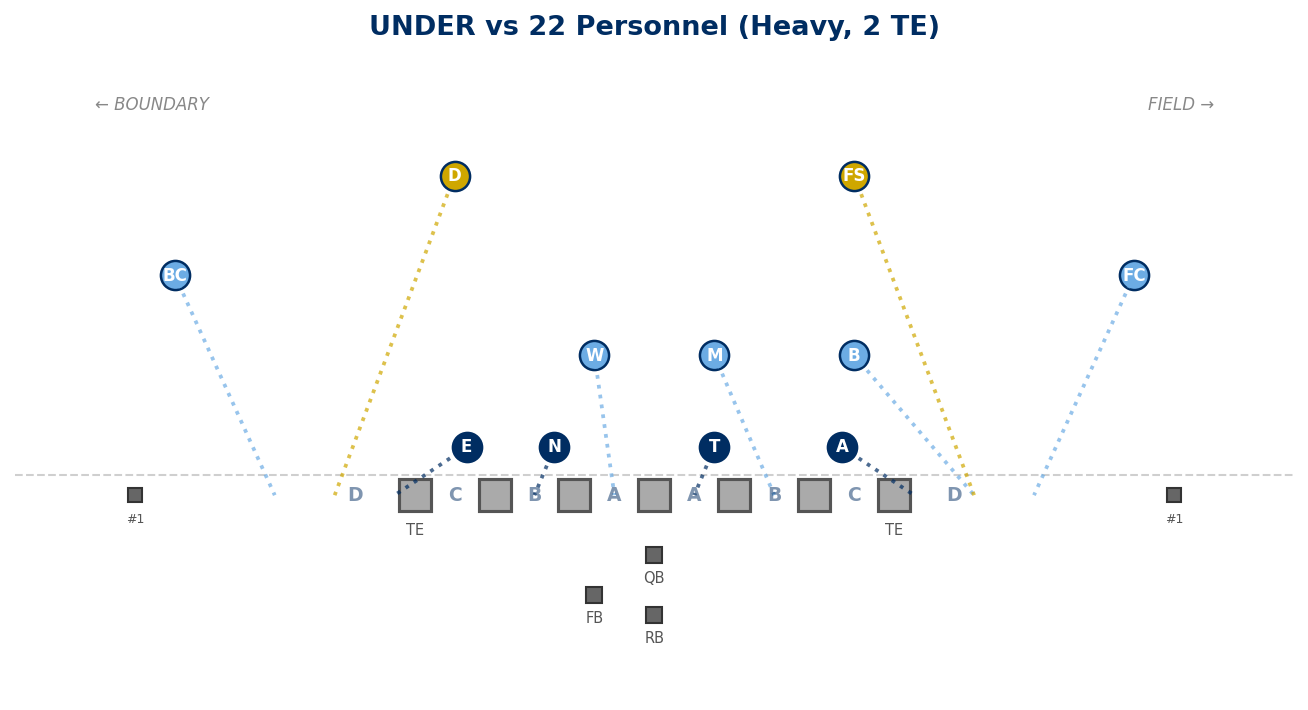 UNDER vs 22 Personnel (Heavy, 2 TE)
← BOUNDARY FIELD →
D FS
BC FC
W M B
E N T A
D C B A A B C D
#1 TE TE #1
QB
FB
RB